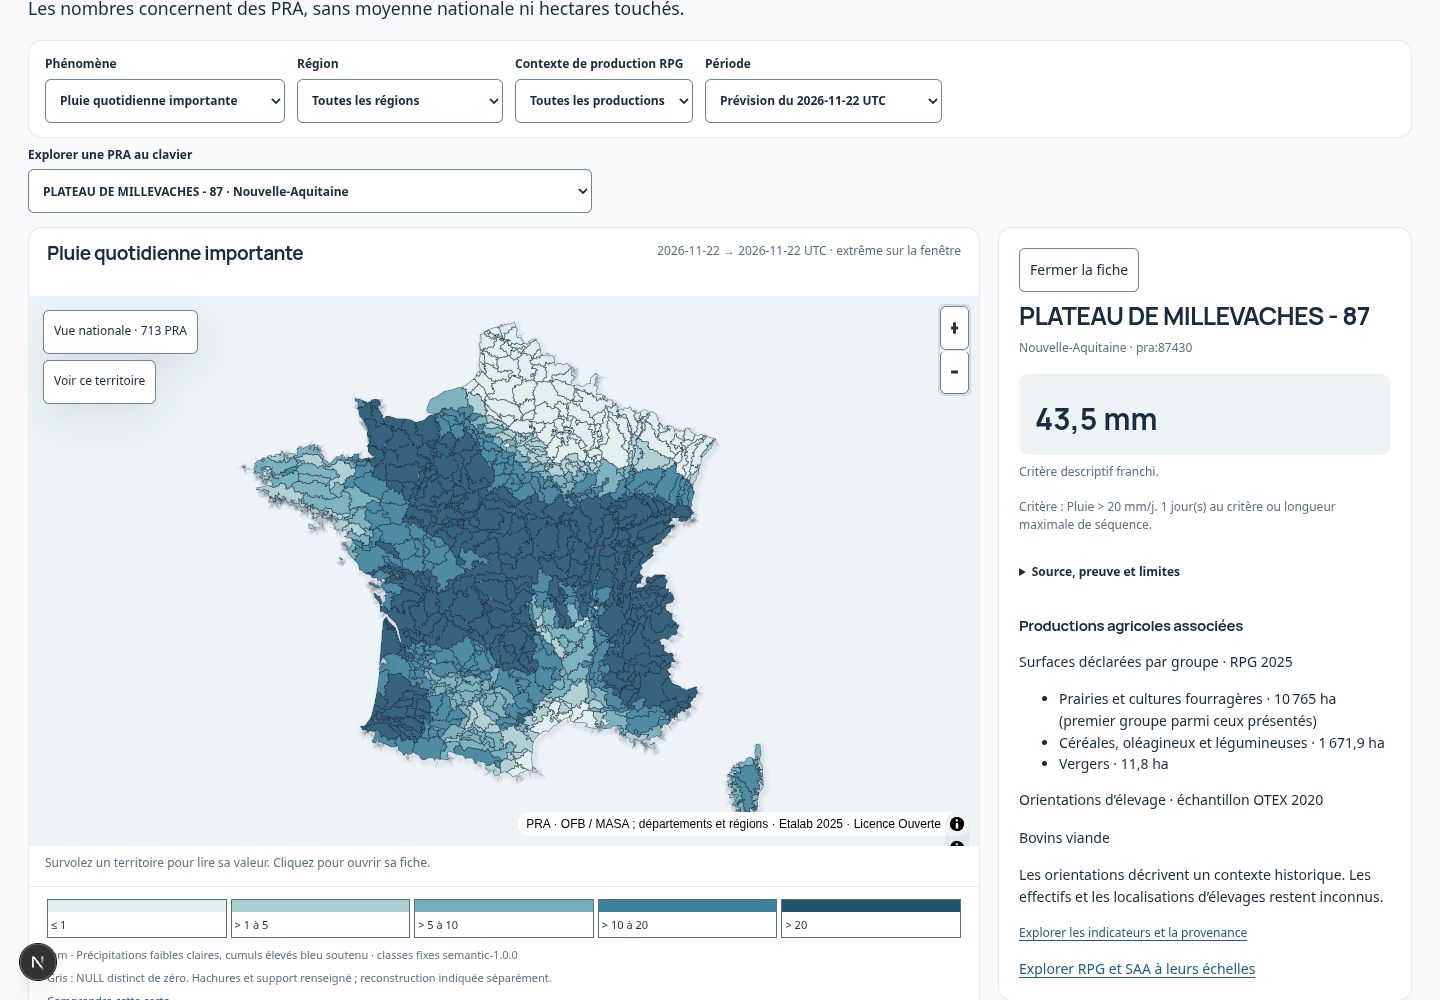 Les nombres concernent des PRA, sans moyenne nationale ni hectares touchés.
Phénomène
Région
Contexte de production RPG
Période
Pluie quotidienne importante
Toutes les régions
Toutes les productions
Prévision du 2026-11-22 UTC
Explorer une PRA au clavier
PLATEAU DE MILLEVACHES - 87 · Nouvelle-Aquitaine
Pluie quotidienne importante
2026-11-22 → 2026-11-22 UTC · extrême sur la fenêtre
Vue nationale · 713 PRA
Voir ce territoire
+
-
PRA · OFB / MASA ; départements et régions · Etalab 2025 · Licence Ouverte
Survolez un territoire pour lire sa valeur. Cliquez pour ouvrir sa fiche.
≤ 1
> 1 à 5
> 5 à 10
> 10 à 20
> 20
· Précipitations faibles claires, cumuls élevés bleu soutenu · classes fixes semantic-1.0.0
Gris : NULL distinct de zéro. Hachures et support renseigné ; reconstruction indiquée séparément.
Comprendre cette carte
N
Fermer la fiche
PLATEAU DE MILLEVACHES - 87
Nouvelle-Aquitaine · pra:87430
43,5 mm
Critère descriptif franchi.
Critère : Pluie > 20 mm/j. 1 jour(s) au critère ou longueur
maximale de séquence.
Source, preuve et limites
Productions agricoles associées
Surfaces déclarées par groupe · RPG 2025
Prairies et cultures fourragères · 10 765 ha
(premier groupe parmi ceux présentés)
Céréales, oléagineux et légumineuses · 1 671,9 ha
Vergers · 11,8 ha
Orientations d’élevage · échantillon OTEX 2020
Bovins viande
Les orientations décrivent un contexte historique. Les
effectifs et les localisations d’élevages restent inconnus.
Explorer les indicateurs et la provenance
Explorer RPG et SAA à leurs échelles